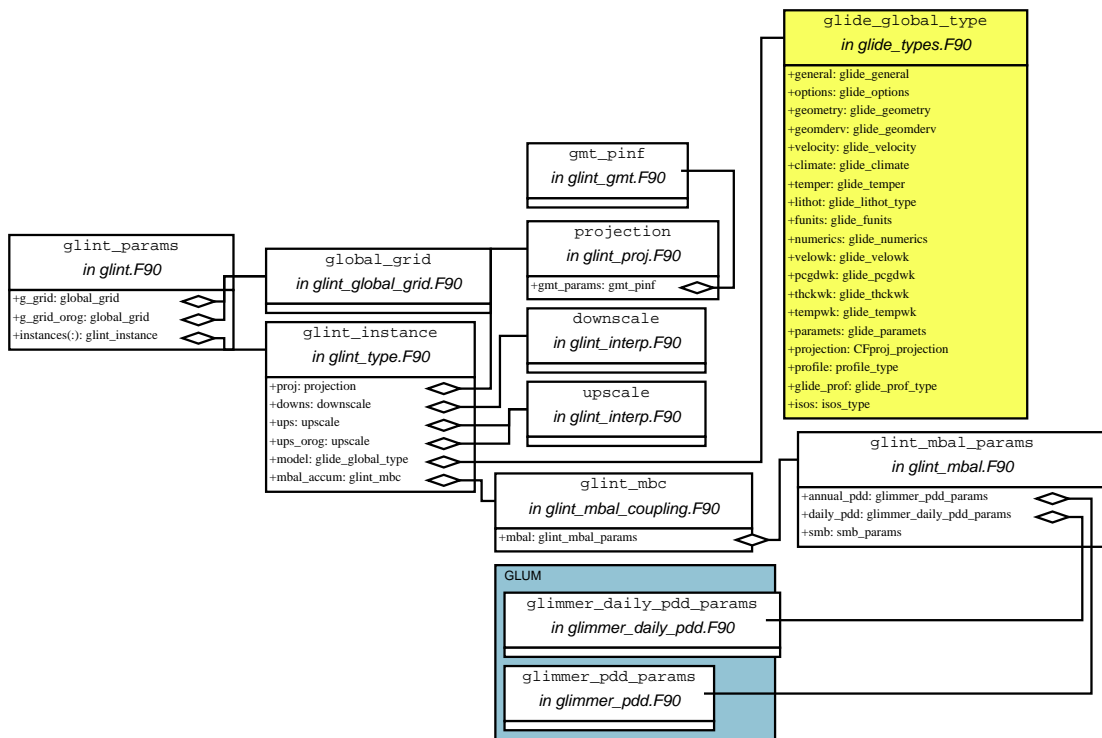 glide_global_type
in glide_types.F90
+general: glide_general
+options: glide_options
+geometry: glide_geometry
+geomderv: glide_geomderv
+velocity: glide_velocity
+climate: glide_climate
+temper: glide_temper
+lithot: glide_lithot_type
+funits: glide_funits
+numerics: glide_numerics
+velowk: glide_velowk
+pcgdwk: glide_pcgdwk
+thckwk: glide_thckwk
+tempwk: glide_tempwk
+paramets: glide_paramets
+projection: CFproj_projection
+profile: profile_type
+glide_prof: glide_prof_type
+isos: isos_type
gmt_pinf
in glint_gmt.F90
projection
in glint_proj.F90
+gmt_params: gmt_pinf
glint_params
in glint.F90
+g_grid: global_grid
+g_grid_orog: global_grid
+instances(:): glint_instance
global_grid
in glint_global_grid.F90
glint_instance
in glint_type.F90
+proj: projection
+downs: downscale
+ups: upscale
+ups_orog: upscale
+model: glide_global_type
+mbal_accum: glint_mbc
downscale
in glint_interp.F90
upscale
in glint_interp.F90
glint_mbal_params
in glint_mbal.F90
+annual_pdd: glimmer_pdd_params
+daily_pdd: glimmer_daily_pdd_params
+smb: smb_params
glint_mbc
in glint_mbal_coupling.F90
+mbal: glint_mbal_params
GLUM
glimmer_daily_pdd_params
in glimmer_daily_pdd.F90
glimmer_pdd_params
in glimmer_pdd.F90